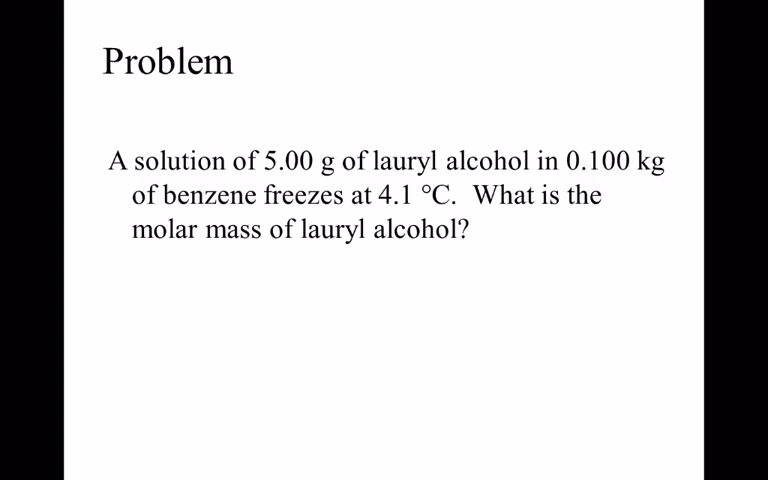 Problem
A solution of 5.00 g of lauryl alcohol in 0.100 kg
of benzene freezes at 4.1 °C.  What is the
molar mass of lauryl alcohol?